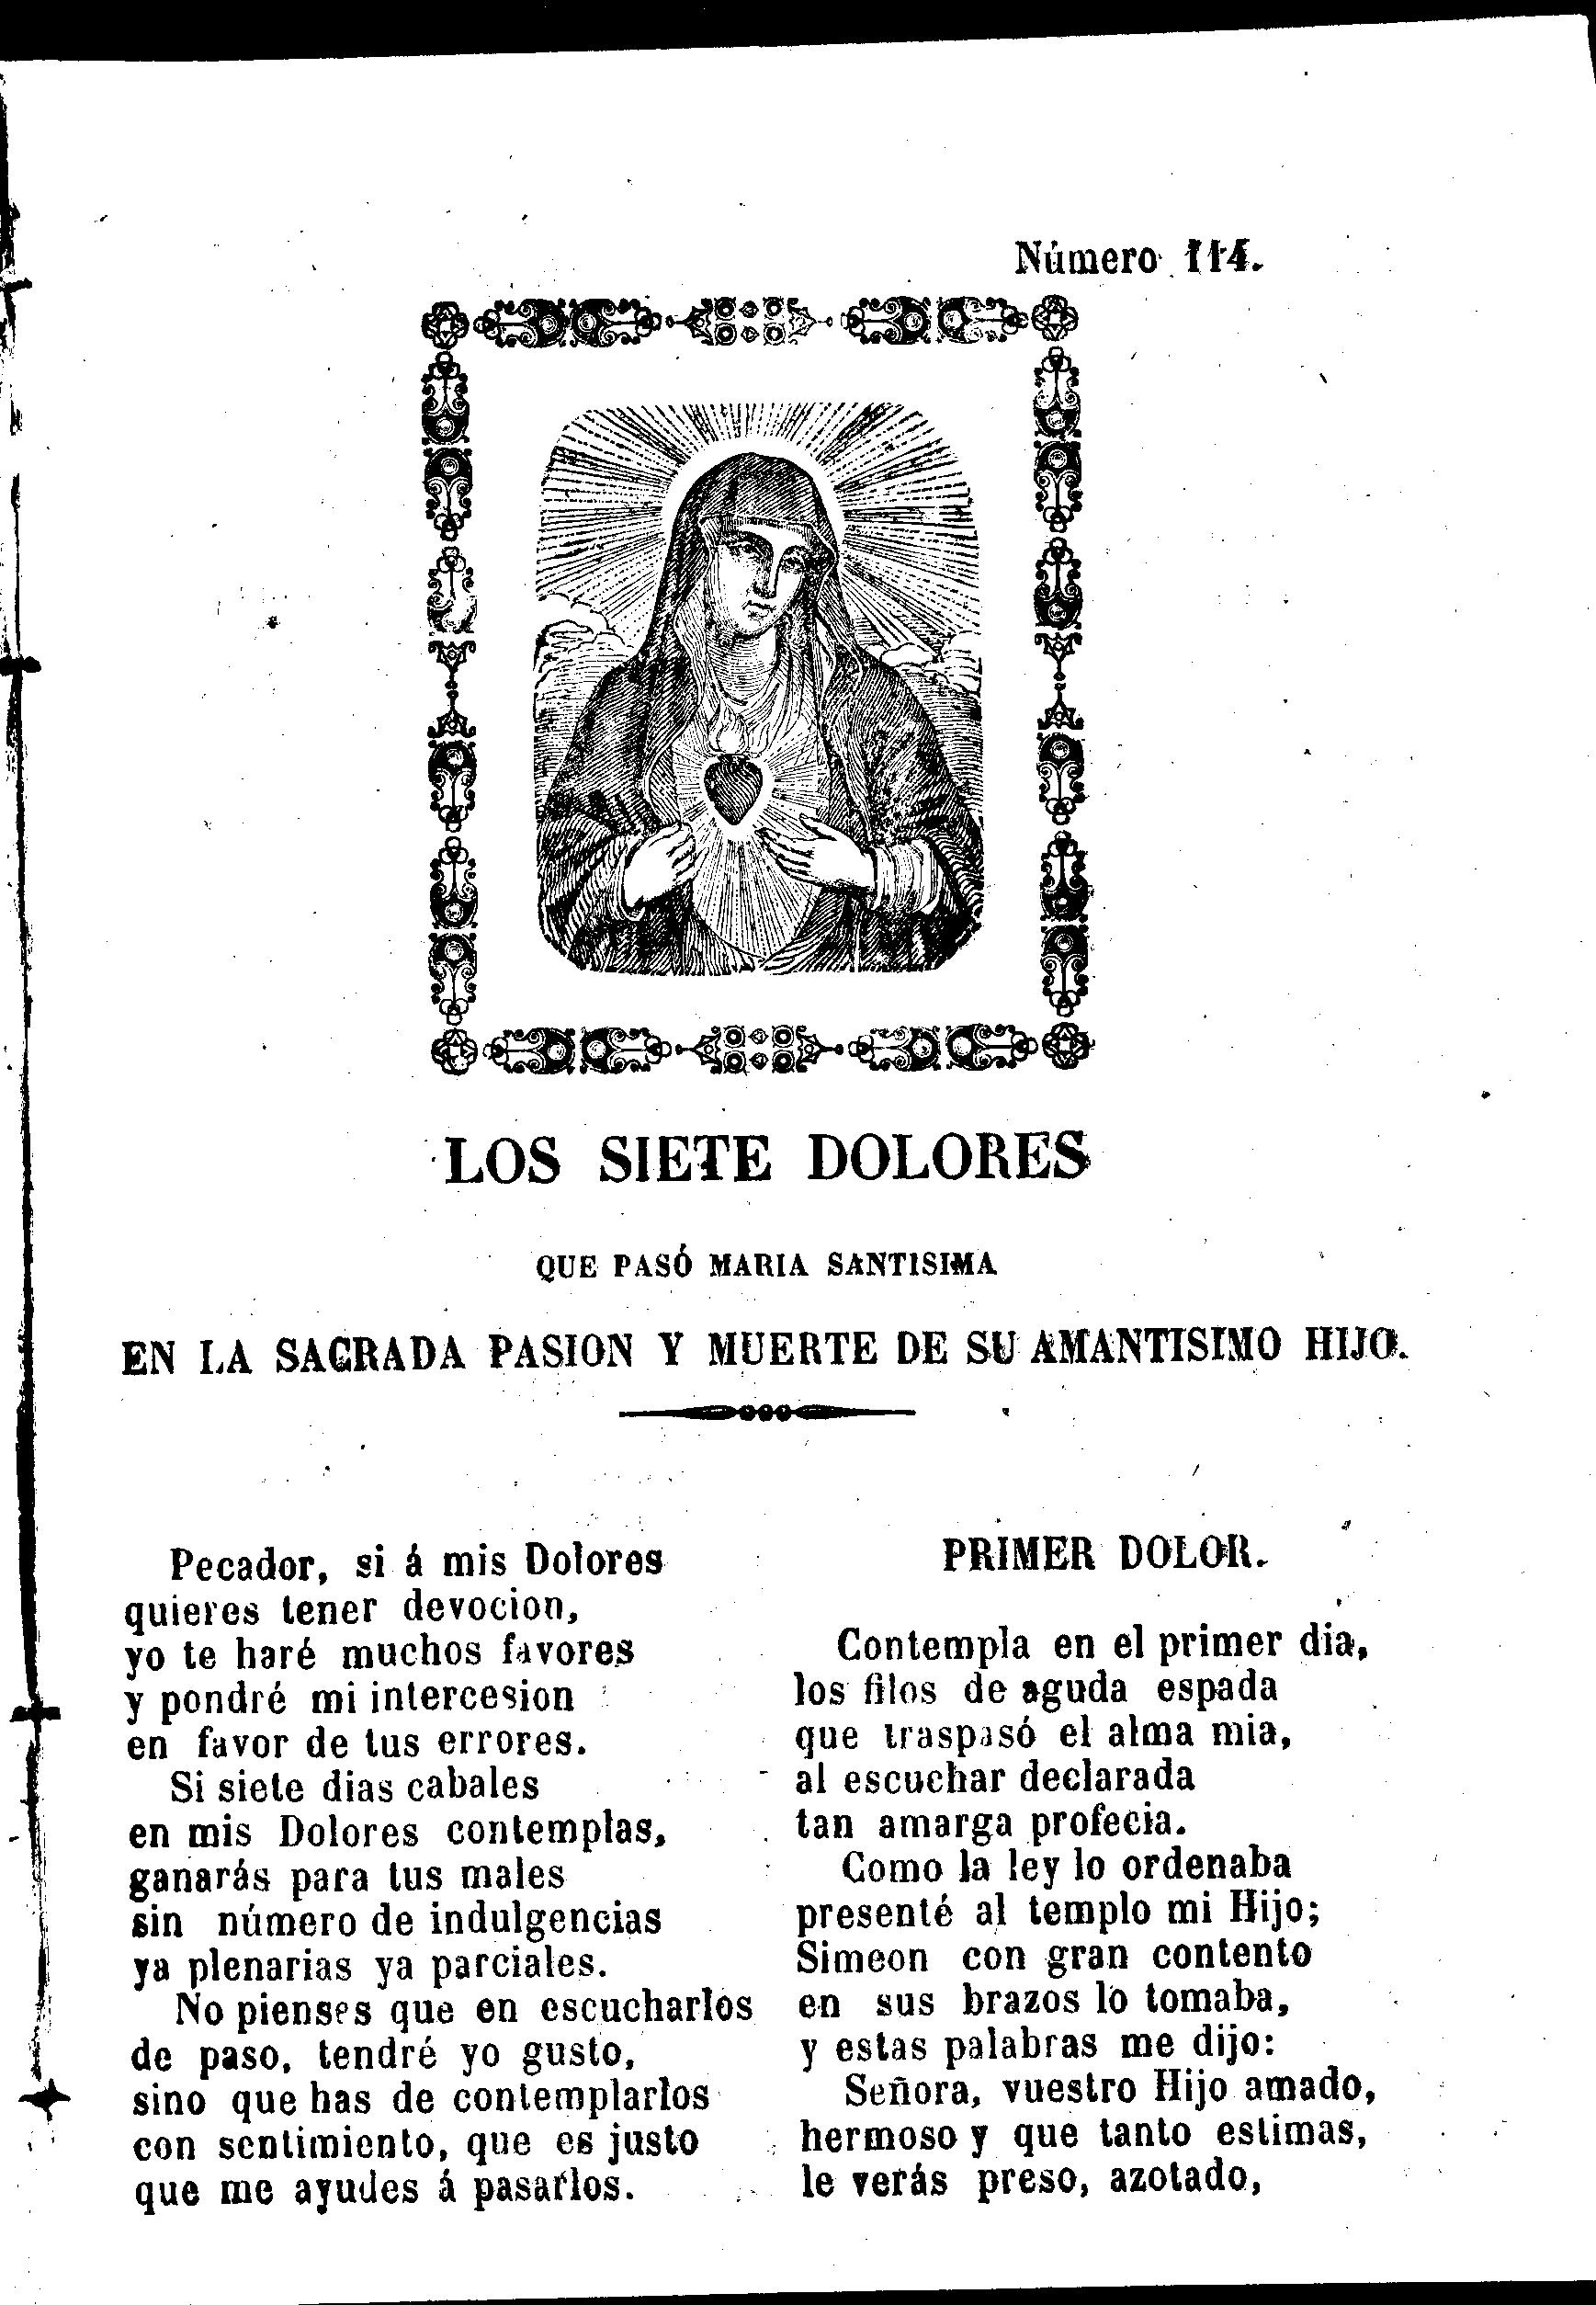 Número 114.
LOS SIETE DOLORES
QUE PASÓ MARIA SANTISIMA
EN LA SAGRADA PASION Y MUERTE DE SU AMANTISIMO HIJO.
Pecador, si á mis Dolores
quieres tener devocion,
yo te haré muchos favores
y pondré mi intercesion
en favor de tus errores.
Si siete dias cabales
en mis Dolores contemplas,
ganarás para tus males
sin número de indulgencias
ya plenarias ya parciales.
No pienses que en escucharlos
de paso, tendré yo gusto,
sino que has de contemplarlos
con sentimiento, que es justo
que me ayudes á pasarlos.
PRIMER DOLOR.
Contempla en el primer dia,
los filos de aguda espada
que traspasó el alma mia,
al escuchar declarada
tan amarga profecia.
Como la ley lo ordenaba
presenté al templo mi Hijo;
Simeon con gran contento
en sus brazos lo tomaba,
y estas palabras me dijo:
Señora, vuestro Hijo amado,
hermoso y que tanto estimas,
le verás preso, azotado,